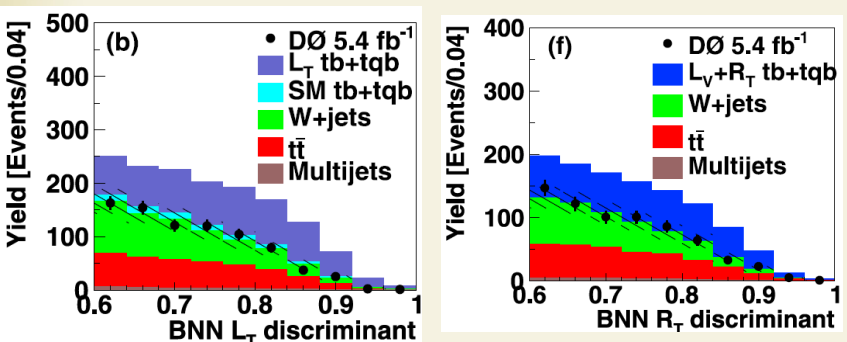 500
400
300
200
100
0
Yield [Events/0.04]
(b)
DØ 5.4 fb⁻¹
L_T tb+tqb
SM tb+tqb
W+jets
tt̄
Multijets
0.6 0.7 0.8 0.9 1
BNN L_T discriminant
400
300
200
100
0
Yield [Events/0.04]
(f)
DØ 5.4 fb⁻¹
L_V+R_T tb+tqb
W+jets
tt̄
Multijets
0.6 0.7 0.8 0.9 1
BNN R_T discriminant